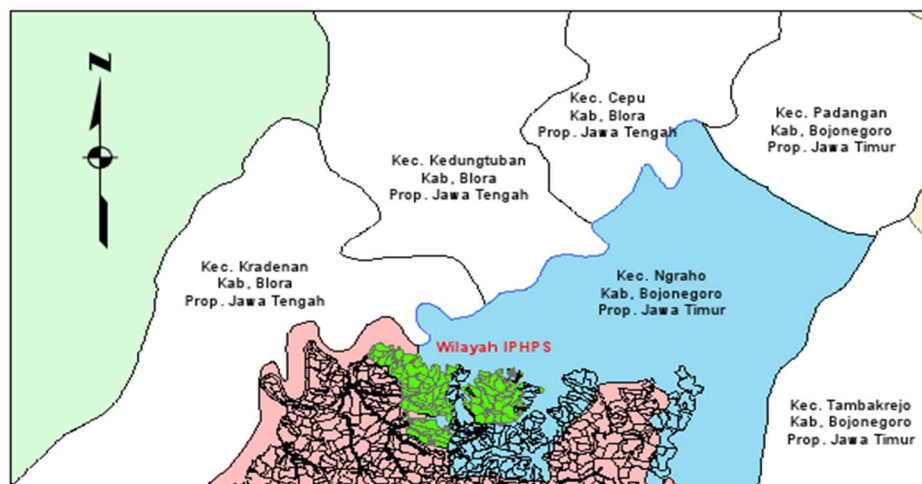 Z
Kec. Cepu
Kab, Blora
Prop. Jawa Tengah
Kec. Padangan
Kab, Bojonegoro
Prop. Jawa Timur
Kec. Kedungtuban
Kab, Blora
Prop. Jawa Tengah
Kec. Kradenan
Kab, Blora
Prop. Jawa Tengah
Kec. Ngraho
Kab, Bojonegoro
Prop. Jawa Timur
Wilayah IPHPS
Kec. Tambakrejo
Kab, Bojonegoro
Prop. Jawa Timur